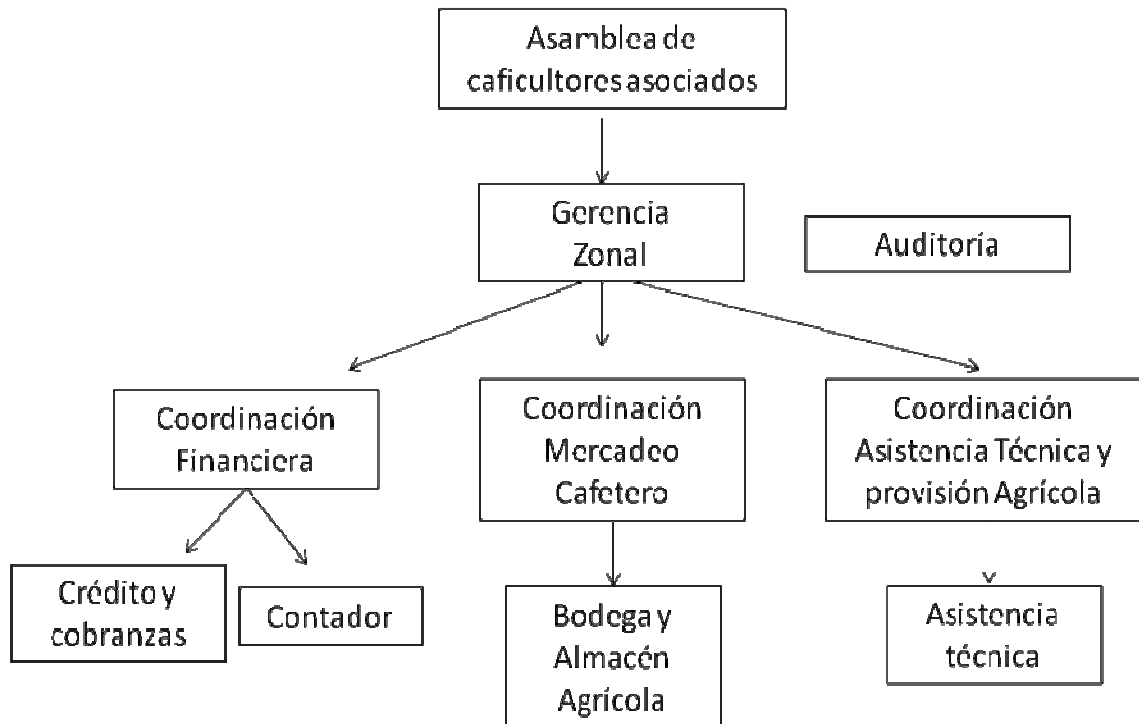 Asamblea de
caficultores asociados
Gerencia
Zonal
Auditoría
Coordinación
Financiera
Coordinación
Mercadeo
Cafetero
Coordinación
Asistencia Técnica y
provisión Agrícola
Crédito y
cobranzas
Contador
Bodega y
Almacén
Agrícola
Asistencia
técnica